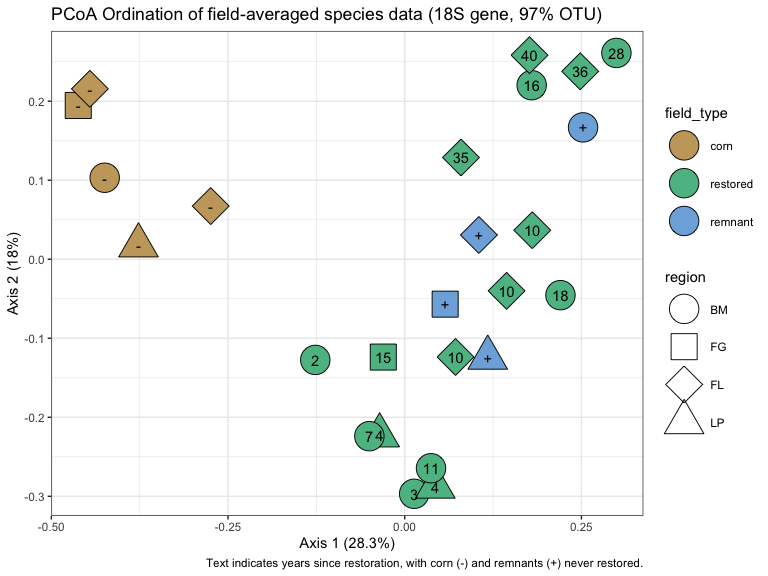 PCoA Ordination of field-averaged species data (18S gene, 97% OTU)
40
28
36
16
-
-
+
35
-
-
10
+
-
10
18
+
2
15
10
+
7
4
11
3
4
0.2
0.1
0.0
-0.1
-0.2
-0.3
Axis 2 (18%)
-0.50
-0.25
0.00
0.25
Axis 1 (28.3%)
Text indicates years since restoration, with corn (-) and remnants (+) never restored.
field_type
corn
restored
+
remnant
region
BM
FG
FL
LP